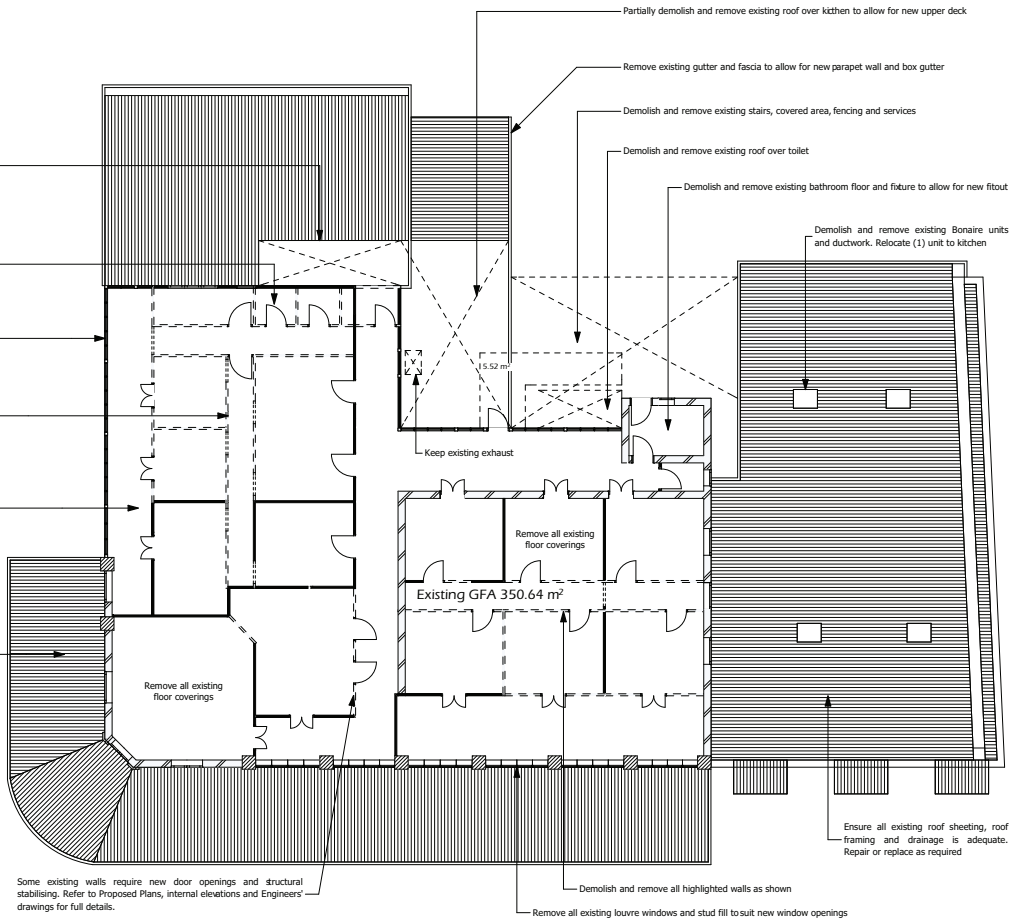 Partially demolish and remove existing roof over kicthen to allow for new upper deck
Remove existing gutter and fascia to allow for new parapet wall and box gutter
Demolish and remove existing stairs, covered area, fencing and services
Demolish and remove existing roof over toilet
Demolish and remove existing bathroom floor and fixture to allow for new fitout
Demolish and remove existing Bonaire units
and ductwork. Relocate (1) unit to kitchen
5.52 m²
Keep existing exhaust
Remove all existing
floor coverings
Existing GFA 350.64 m²
Remove all existing
floor coverings
Ensure all existing roof sheeting, roof
framing and drainage is adequate.
Repair or replace as required
Some existing walls require new door openings and structural
stabilising. Refer to Proposed Plans, internal elevations and Engineers'
drawings for full details.
Demolish and remove all highlighted walls as shown
Remove all existing louvre windows and stud fill to suit new window openings